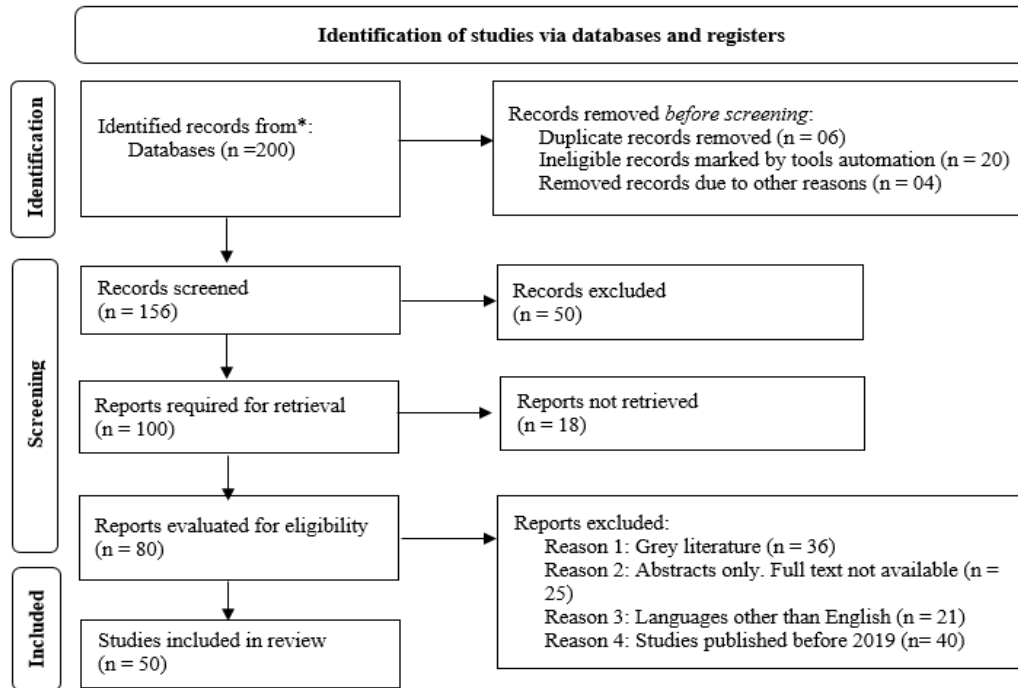 Identification of studies via databases and registers
Identification
Identified records from*:
Databases (n =200)
Records removed before screening:
Duplicate records removed (n = 06)
Ineligible records marked by tools automation (n = 20)
Removed records due to other reasons (n = 04)
Screening
Records screened
(n = 156)
Records excluded
(n = 50)
Reports required for retrieval
(n = 100)
Reports not retrieved
(n = 18)
Reports evaluated for eligibility
(n = 80)
Reports excluded:
Reason 1: Grey literature (n = 36)
Reason 2: Abstracts only. Full text not available (n =
25)
Reason 3: Languages other than English (n = 21)
Reason 4: Studies published before 2019 (n= 40)
Included
Studies included in review
(n = 50)